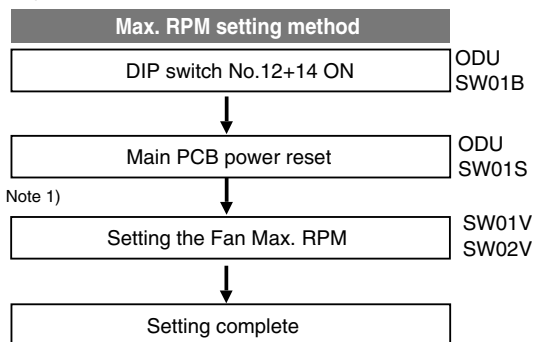 Max. RPM setting method
DIP switch No.12+14 ON
ODU
SW01B
Main PCB power reset
ODU
SW01S
Note 1)
Setting the Fan Max. RPM
SW01V
SW02V
Setting complete